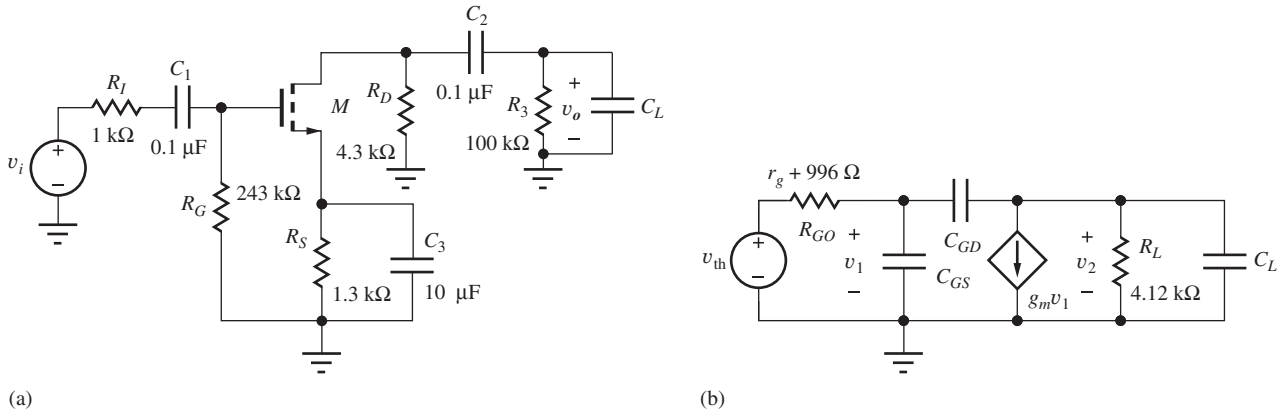 C2
C1
RI
M
RD
0.1 μF
R3
+
vo
−
CL
1 kΩ
0.1 μF
+
vi
−
4.3 kΩ
100 kΩ
243 kΩ
RG
RS
C3
1.3 kΩ
10 μF
(a)
rg + 996 Ω
RGO
+
vth
−
+
v1
−
CGD
CGS
gmv1
+
v2
−
RL
4.12 kΩ
CL
(b)